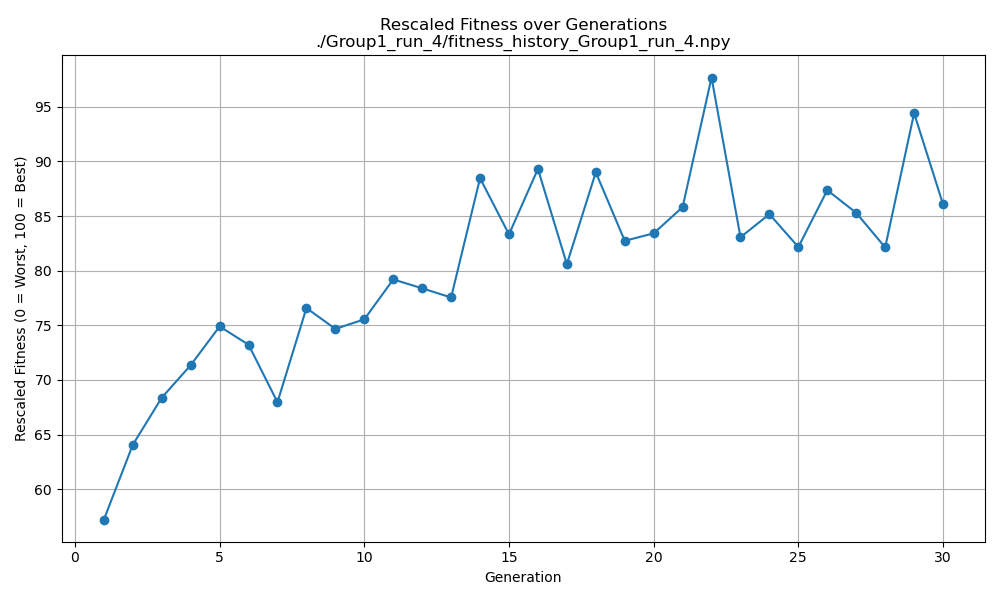 Rescaled Fitness over Generations
./Group1_run_4/fitness_history_Group1_run_4.npy
Rescaled Fitness (0 = Worst, 100 = Best)
95
90
85
80
75
70
65
60
0 5 10 15 20 25 30
Generation